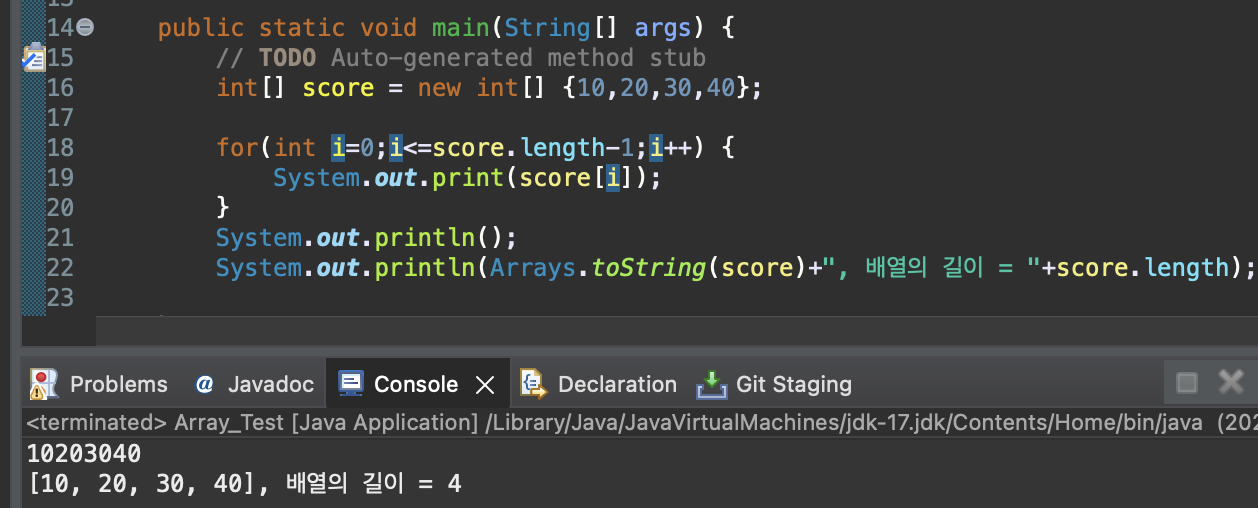 14 public static void main(String[] args) {
15 // TODO Auto-generated method stub
16 int[] score = new int[] {10,20,30,40};
17
18 for(int i=0;i<=score.length-1;i++) {
19 System.out.print(score[i]);
20 }
21 System.out.println();
22 System.out.println(Arrays.toString(score)+", 배열의 길이 = "+score.length);
23
Problems @ Javadoc Console Declaration Git Staging
<terminated> Array_Test [Java Application] /Library/Java/JavaVirtualMachines/jdk-17.jdk/Contents/Home/bin/java (202
10203040
[10, 20, 30, 40], 배열의 길이 = 4